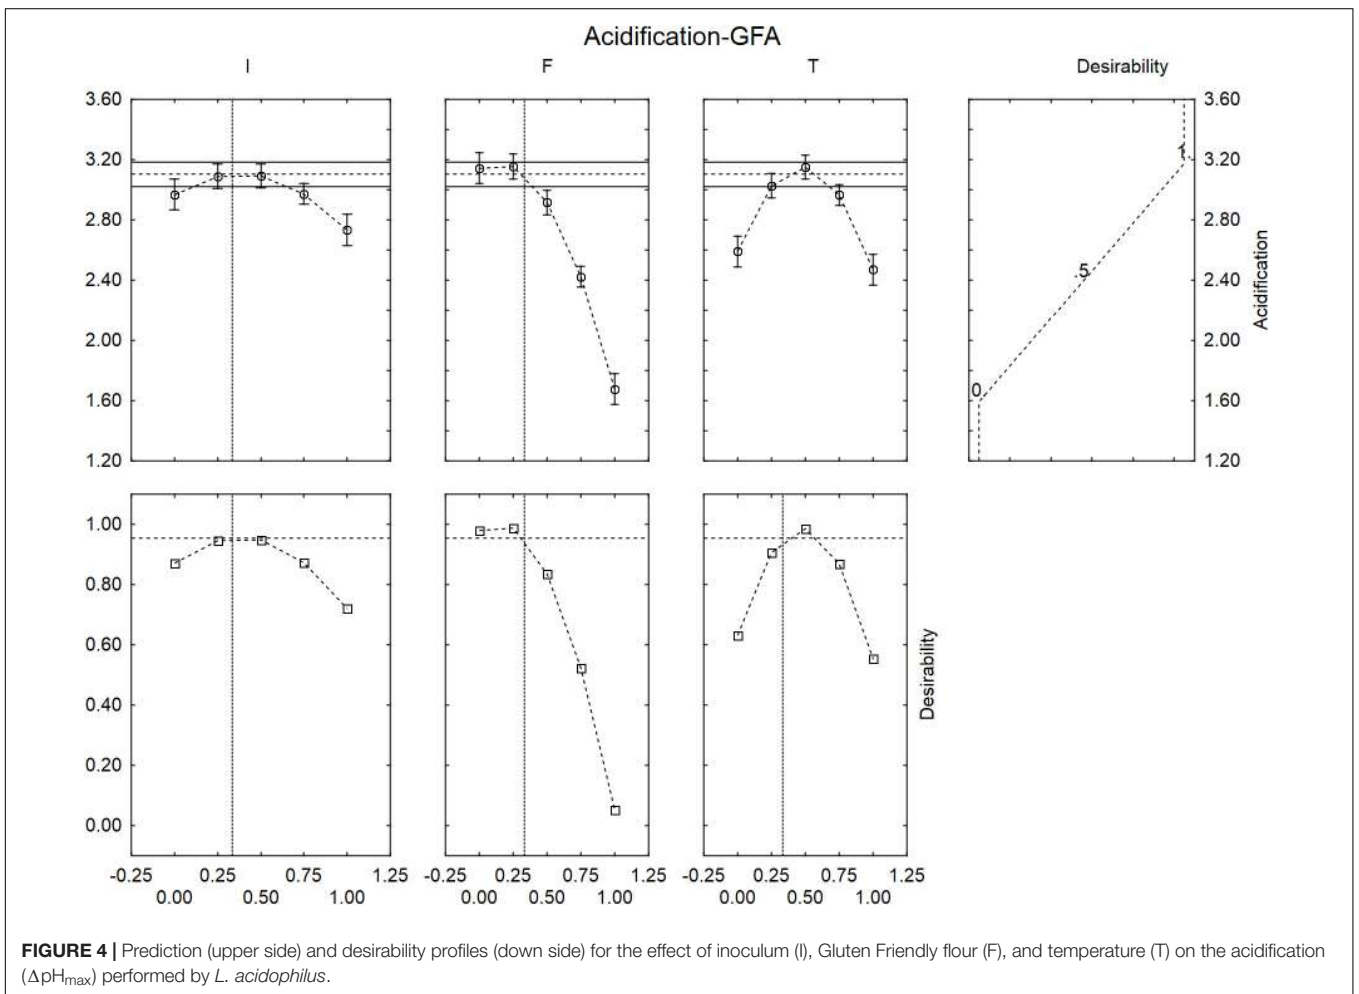 Acidification-GFA
I F T Desirability
3.60 3.60
3.20 1 3.20
2.80 2.80
2.40 .5 2.40
2.00 2.00
1.60 0 1.60
1.20 1.20
Acidification
1.00
0.80
0.60
0.40
0.20
0.00
Desirability
-0.25 0.25 0.75 1.25 -0.25 0.25 0.75 1.25 -0.25 0.25 0.75 1.25
0.00 0.50 1.00 0.00 0.50 1.00 0.00 0.50 1.00
FIGURE 4 | Prediction (upper side) and desirability profiles (down side) for the effect of inoculum (I), Gluten Friendly flour (F), and temperature (T) on the acidification
(ΔpHmax) performed by L. acidophilus.